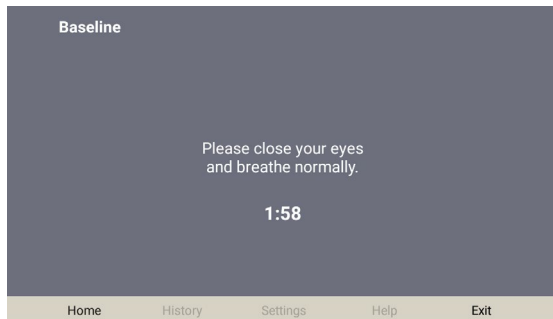 Baseline
Please close your eyes
and breathe normally.
1:58
Home History Settings Help Exit